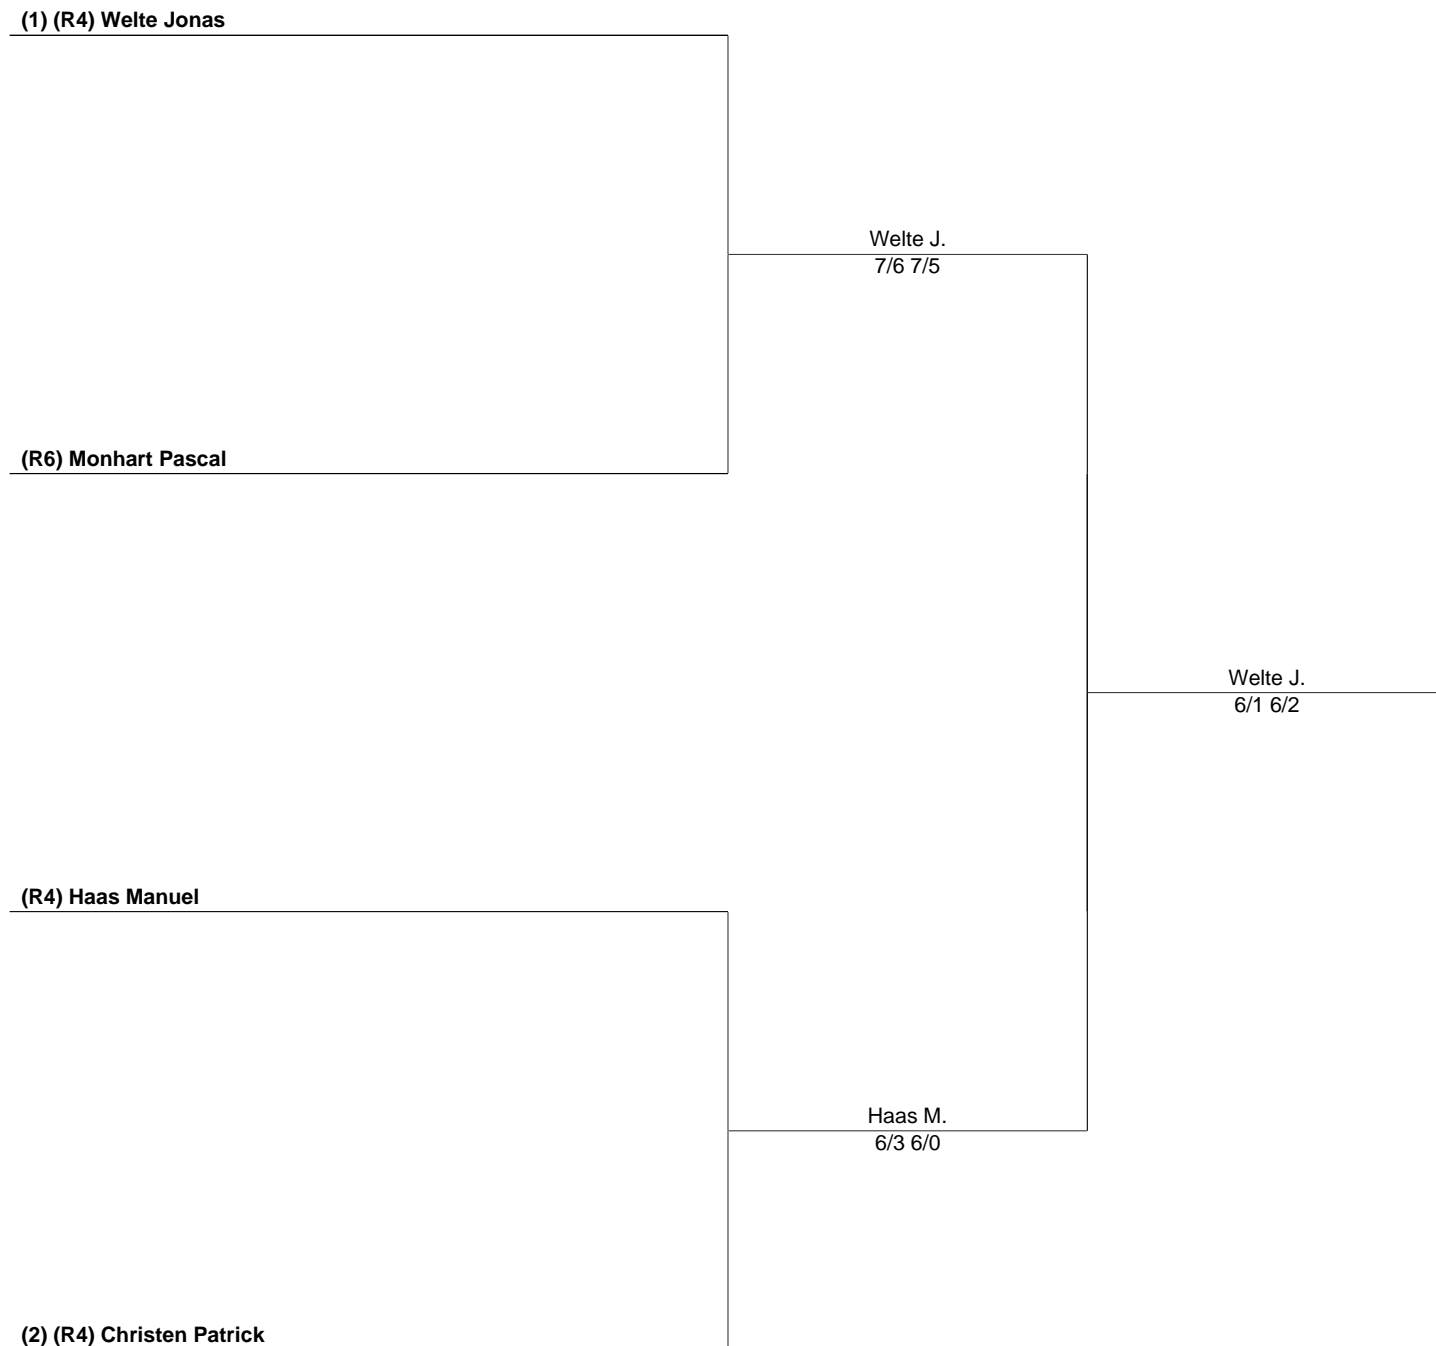 (1) (R4) Welte Jonas
Welte J.
7/6 7/5
(R6) Monhart Pascal
Welte J.
6/1 6/2
(R4) Haas Manuel
Haas M.
6/3 6/0
(2) (R4) Christen Patrick